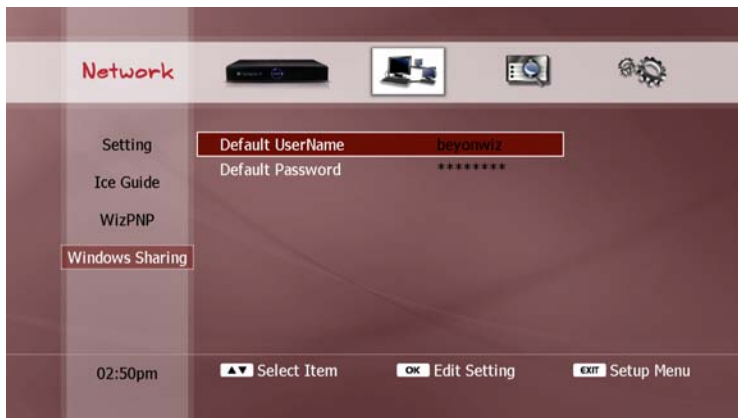 Network
Setting
Ice Guide
WizPNP
Windows Sharing
Default UserName beyonwiz
Default Password ********
02:50pm
▲▼ Select Item
OK Edit Setting
EXIT Setup Menu